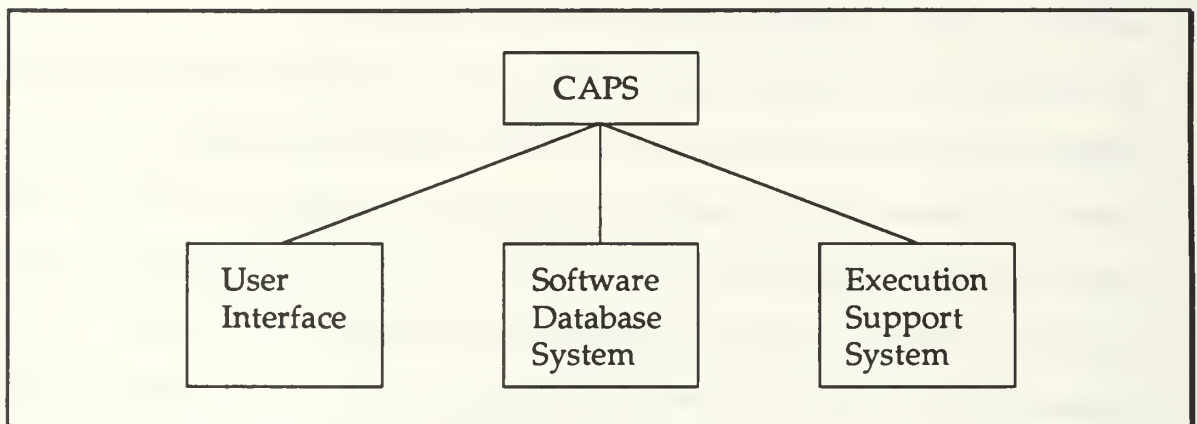 CAPS
User
Interface
Software
Database
System
Execution
Support
System